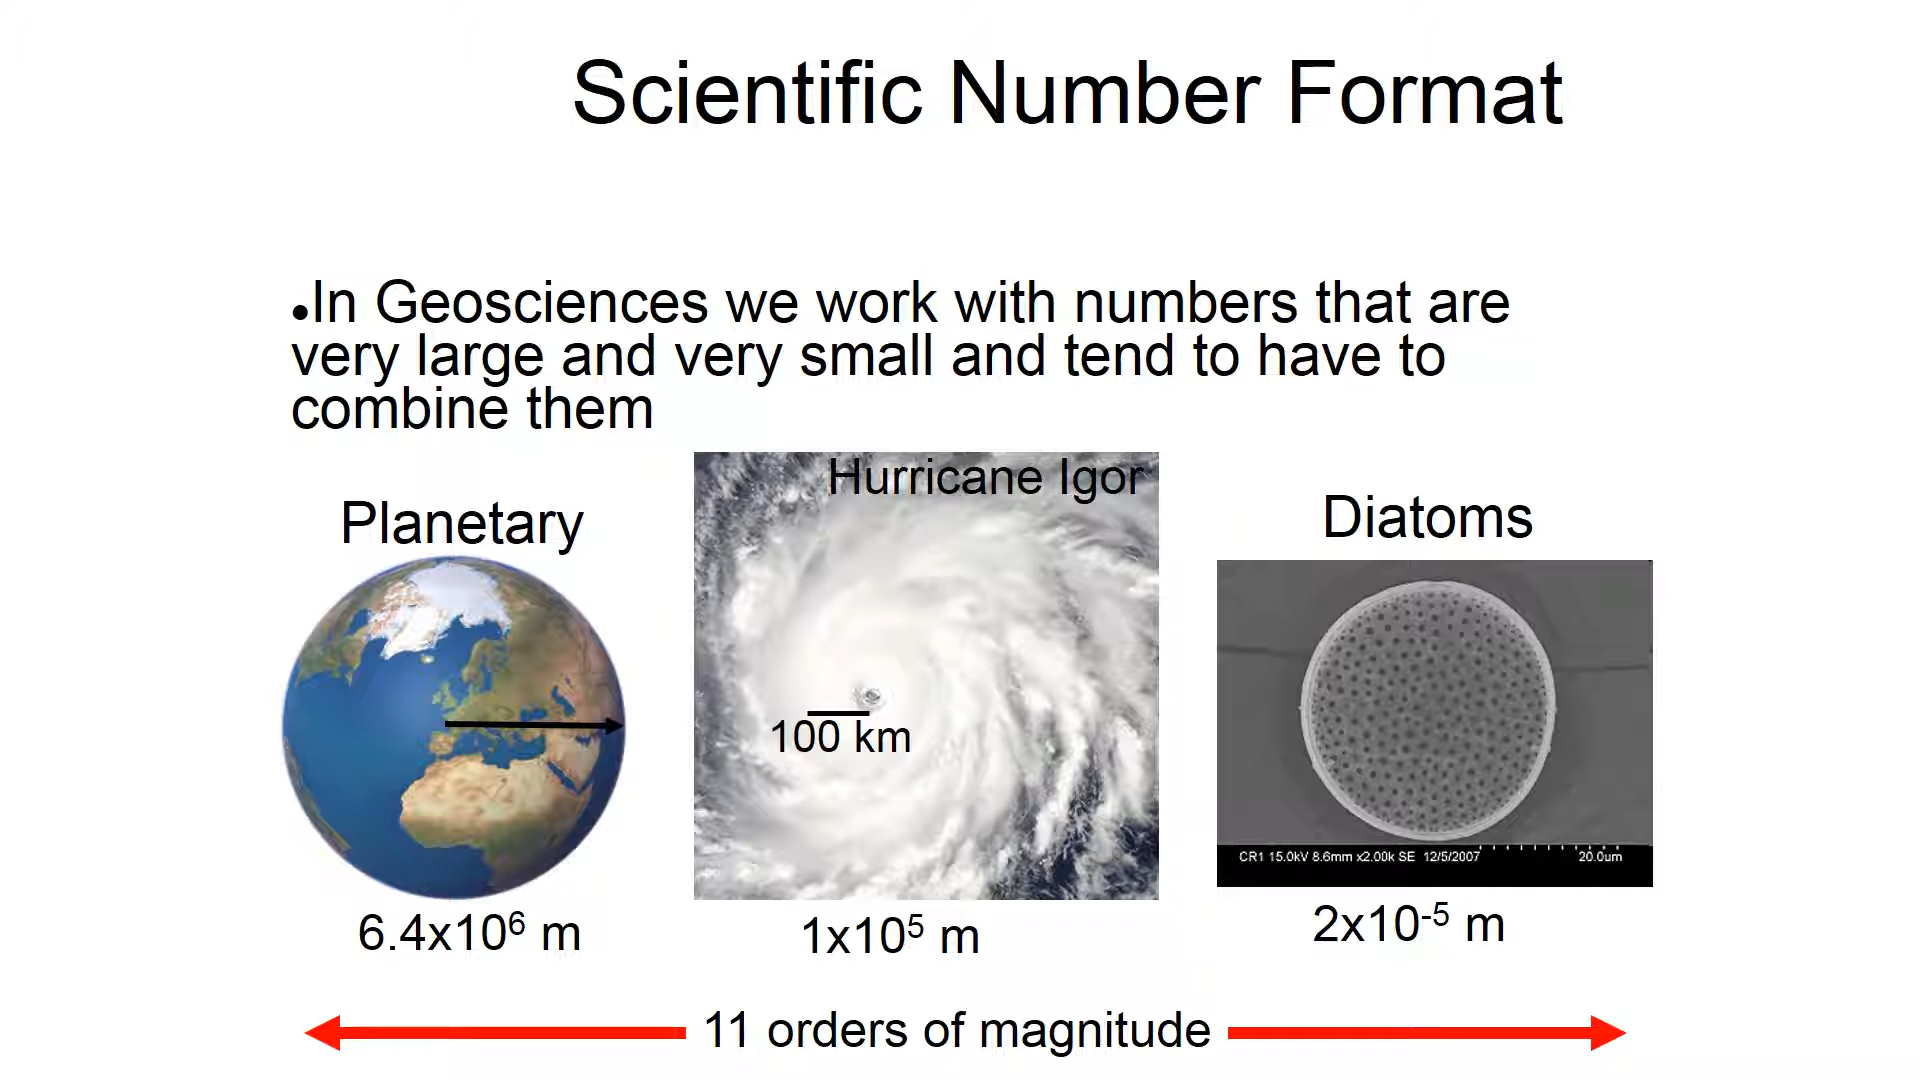 Scientific Number Format
•In Geosciences we work with numbers that are
very large and very small and tend to have to
combine them
Planetary
Hurricane Igor
Diatoms
100 km
CR1 15.0kV 8.6mm x2.00k SE 12/5/2007 20.0um
6.4x10⁶ m
1x10⁵ m
2x10⁻⁵ m
11 orders of magnitude